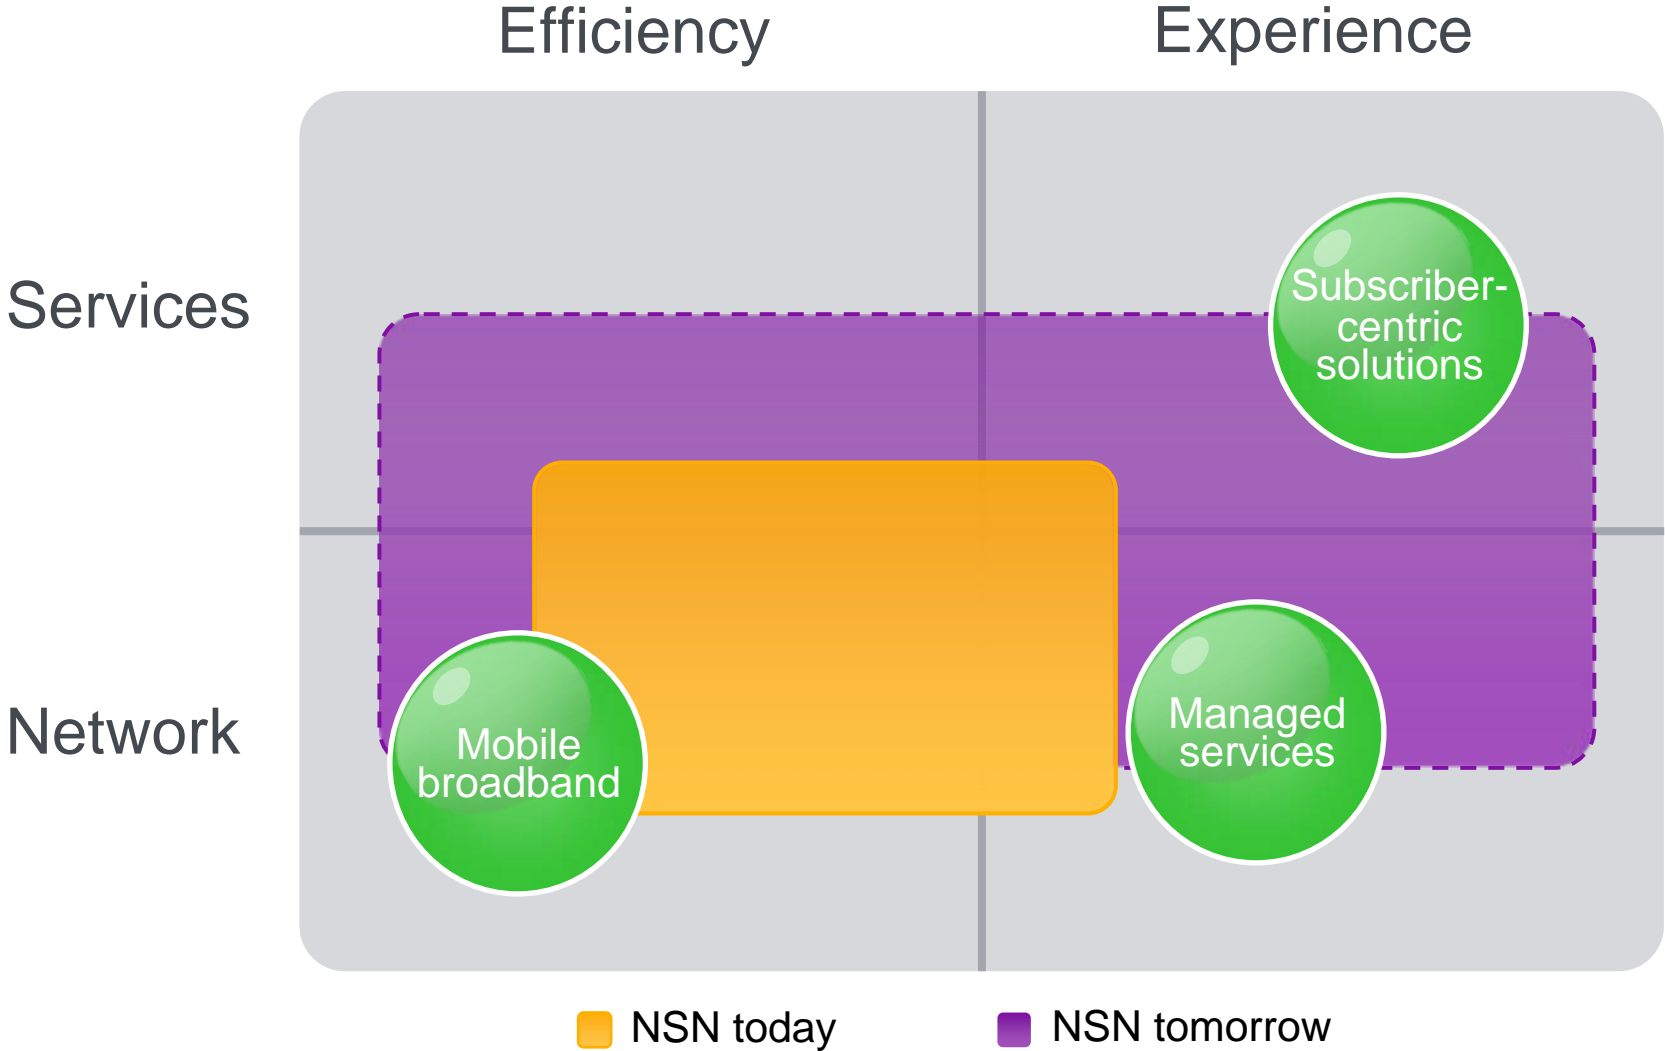 Efficiency
Experience
Services
Subscriber-
centric
solutions
Network
Mobile
broadband
Managed
services
NSN today
NSN tomorrow